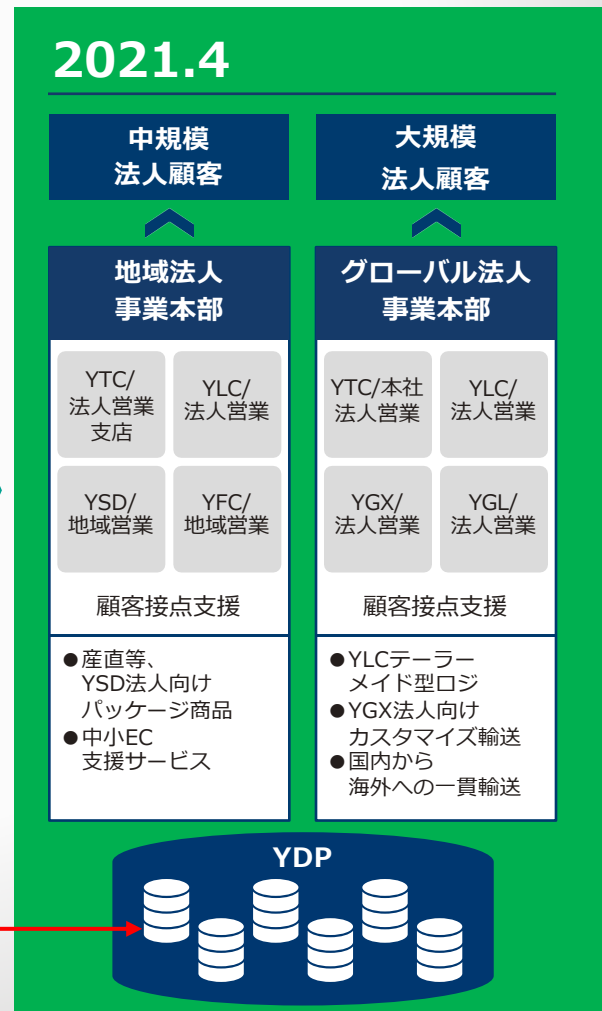 2021.4
中規模
法人顧客
大規模
法人顧客
地域法人
事業本部
グローバル法人
事業本部
YTC/
法人営業
支店
YLC/
法人営業
YSD/
地域営業
YFC/
地域営業
顧客接点支援
YTC/本社
法人営業
YLC/
法人営業
YGX/
法人営業
YGL/
法人営業
顧客接点支援
●産直等、
YSD法人向け
パッケージ商品
●中小EC
支援サービス
●YLCテーラー
メイド型ロジ
●YGX法人向け
カスタマイズ輸送
●国内から
海外への一貫輸送
YDP